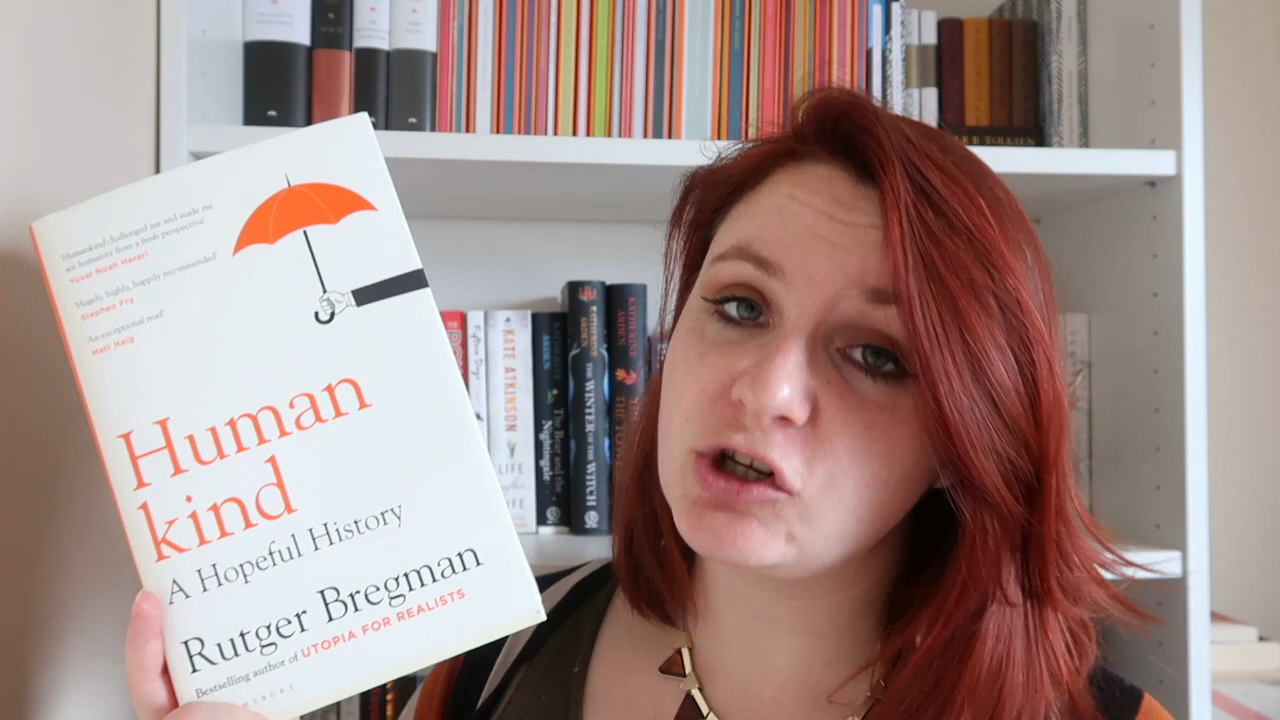 'Humankind challenged me and made me
see humanity from a fresh perspective'
Yuval Noah Harari
'Hugely, highly, happily recommended'
Stephen Fry
'An exceptional read'
Matt Haig
Human
kind
A Hopeful History
Rutger Bregman
Bestselling author of UTOPIA FOR REALISTS
J·R·R·TOLKIEN
KATE ATKINSON
LIFE
LIFE
ARDEN
The Bear and the
Nightingale
KATHERINE
ARDEN
THE WINTER OF THE WITCH
KATHERINE
ARDEN